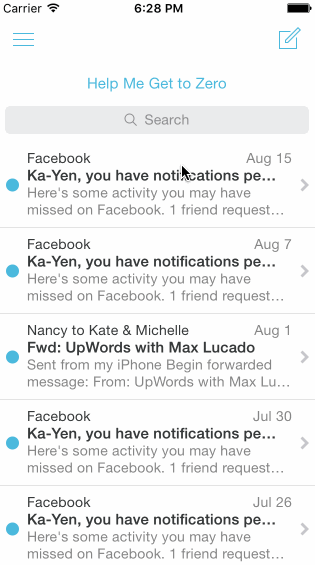 Carrier 6:28 PM
Help Me Get to Zero
Search
Facebook Aug 15
Ka-Yen, you have notifications pe...
Here's some activity you may have
missed on Facebook. 1 friend request...
Facebook Aug 7
Ka-Yen, you have notifications pe...
Here's some activity you may have
missed on Facebook. 1 friend request...
Nancy to Kate & Michelle Aug 1
Fwd: UpWords with Max Lucado
Sent from my iPhone Begin forwarded
message: From: UpWords with Max Lu...
Facebook Jul 30
Ka-Yen, you have notifications pe...
Here's some activity you may have
missed on Facebook. 1 friend request...
Facebook Jul 26
Ka-Yen, you have notifications pe...
Here's some activity you may have
missed on Facebook. 1 friend request...